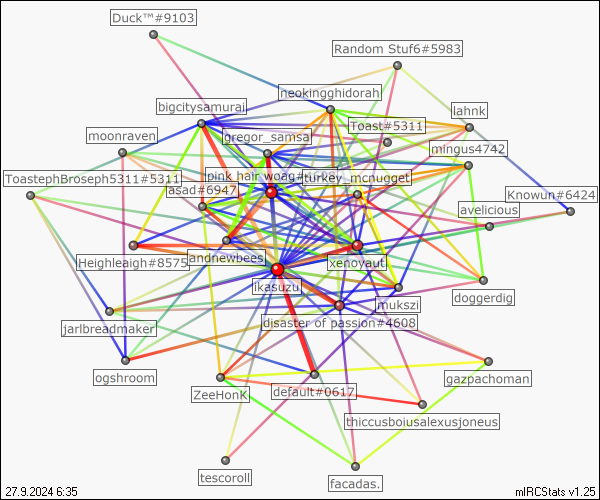 Duck™#9103
Random Stuf6#5983
neokingghidorah
bigcitysamurai
lahnk
Toast#5311
moonraven
gregor_samsa
mingus4742
ToastephBroseph5311#5311
pink hair woag#
turkey_mcnugget
asad#6947
Knowun#6424
avelicious
andnewbees
xenoyaut
Heighleaigh#8575
ikasuzu
doggerdig
mukszi
disaster of passion#4608
jarlbreadmaker
ogshroom
gazpachoman
ZeeHonK
default#0617
thiccusboiusalexusjoneus
tescoroll
facadas.
27.9.2024 6:35
mIRCStats v1.25